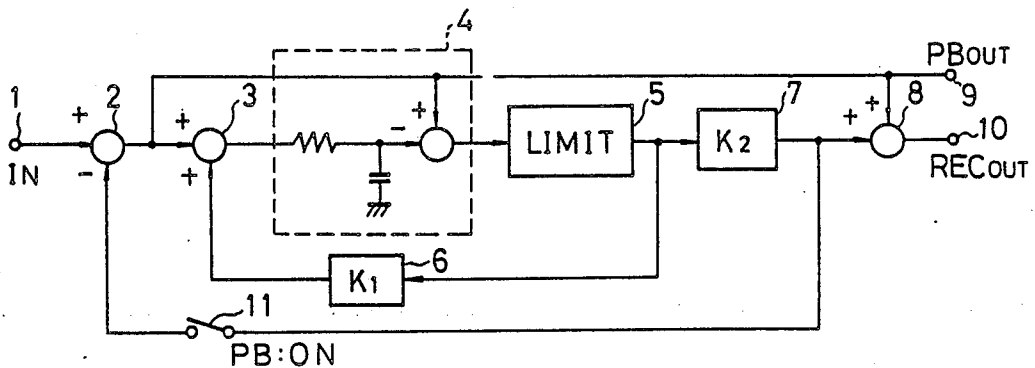 4
PBOUT
1
+
2
+
3
+
5
7
+
+
8
9
-
LIMIT
K2
10
IN
-
+
RECOUT
K1
6
11
PB:ON